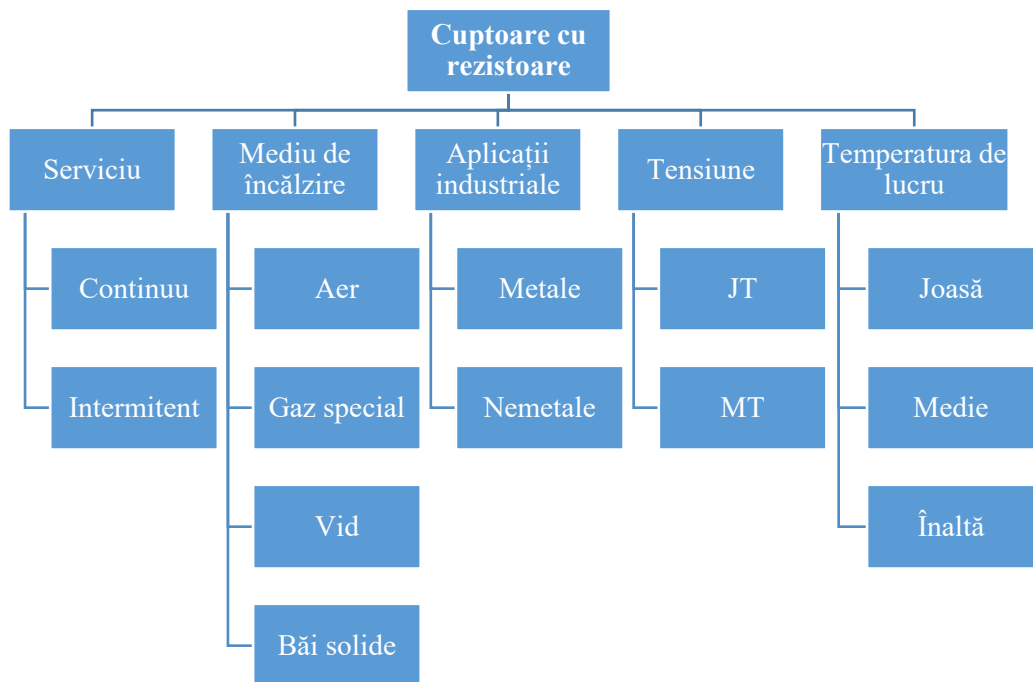 Cuptoare cu
rezistoare
Serviciu
Mediu de
încălzire
Aplicații
industriale
Tensiune
Temperatura de
lucru
Continuu
Aer
Metale
JT
Joasă
Intermitent
Gaz special
Nemetale
MT
Medie
Vid
Înaltă
Băi solide